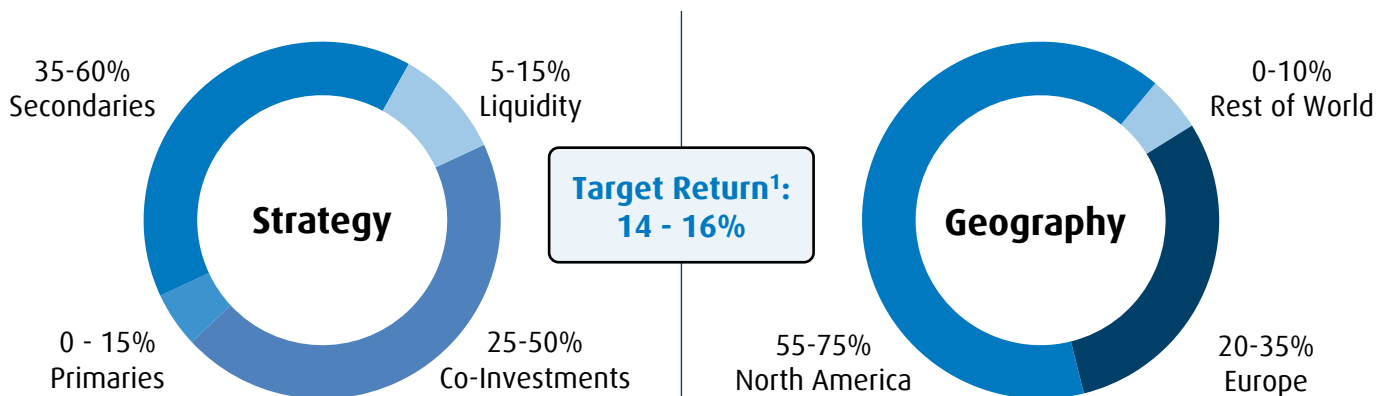 35-60%
Secondaries
5-15%
Liquidity
Strategy
0 - 15%
Primaries
25-50%
Co-Investments
Target Return¹:
14 - 16%
0-10%
Rest of World
Geography
55-75%
North America
20-35%
Europe